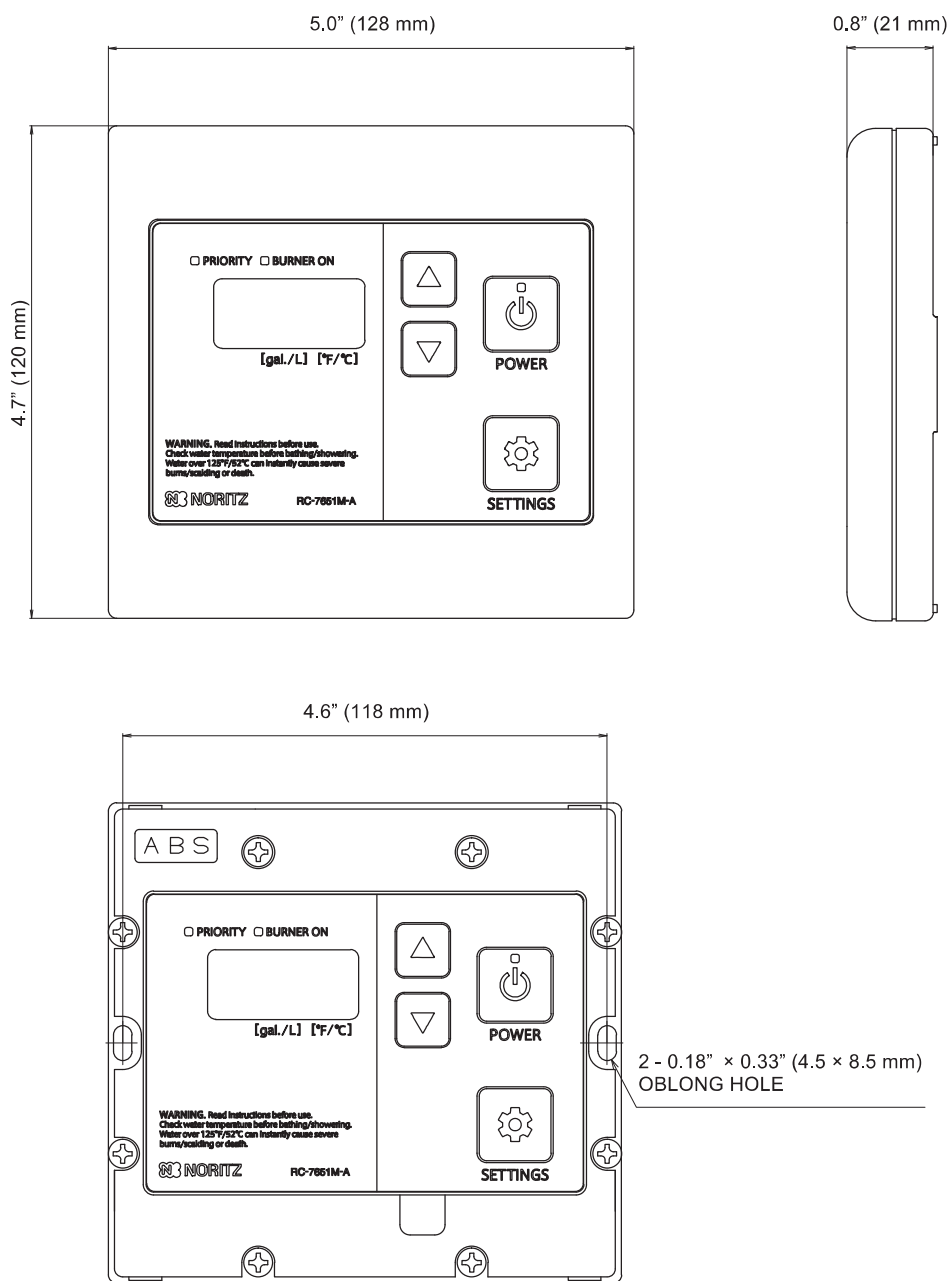 5.0” (128 mm)
0.8” (21 mm)
4.7” (120 mm)
PRIORITY BURNER ON
[gal./L] [°F/°C]
POWER
WARNING. Read instructions before use.
Check water temperature before bathing/showering.
Water over 125°F/52°C can instantly cause severe
burns/scalding or death.
NORITZ RC-7651M-A
SETTINGS
4.6” (118 mm)
ABS
PRIORITY BURNER ON
[gal./L] [°F/°C]
POWER
2 - 0.18” × 0.33” (4.5 × 8.5 mm)
OBLONG HOLE
WARNING. Read instructions before use.
Check water temperature before bathing/showering.
Water over 125°F/52°C can instantly cause severe
burns/scalding or death.
NORITZ RC-7651M-A
SETTINGS